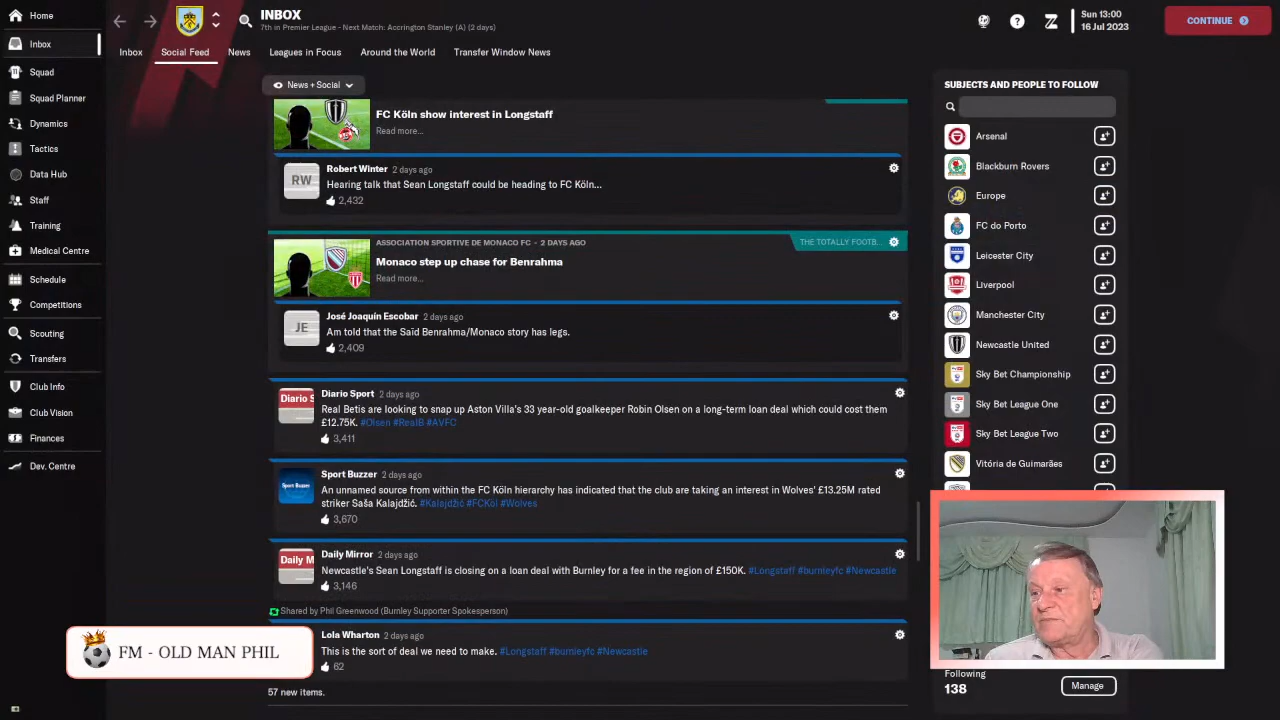 Home
INBOX
7th in Premier League - Next Match: Accrington Stanley (A) (2 days)
Sun 13:00
16 Jul 2023
CONTINUE
Inbox
Squad
Squad Planner
Dynamics
Tactics
Data Hub
Staff
Training
Medical Centre
Schedule
Competitions
Scouting
Transfers
Club Info
Club Vision
Finances
Dev. Centre
Inbox
Social Feed
News
Leagues in Focus
Around the World
Transfer Window News
News + Social
FC Köln show interest in Longstaff
Read more...
RW
Robert Winter 2 days ago
Hearing talk that Sean Longstaff could be heading to FC Köln...
2,432
ASSOCIATION SPORTIVE DE MONACO FC - 2 DAYS AGO
THE TOTALLY FOOTB...
Monaco step up chase for Benrahma
Read more...
JE
José Joaquín Escobar 2 days ago
Am told that the Saïd Benrahma/Monaco story has legs.
2,409
Diario S
Diario Sport 2 days ago
Real Betis are looking to snap up Aston Villa's 33 year-old goalkeeper Robin Olsen on a long-term loan deal which could cost them
£12.75K. #Olsen #RealB #AVFC
3,411
Sport Buzzer
Sport Buzzer 2 days ago
An unnamed source from within the FC Köln hierarchy has indicated that the club are taking an interest in Wolves' £13.25M rated
striker Saša Kalajdžić. #Kalajdžić #FCKöl #Wolves
3,670
Daily M
Daily Mirror 2 days ago
Newcastle's Sean Longstaff is closing on a loan deal with Burnley for a fee in the region of £150K. #Longstaff #burnleyfc #Newcastle
3,146
Shared by Phil Greenwood (Burnley Supporter Spokesperson)
Lola Wharton 2 days ago
This is the sort of deal we need to make. #Longstaff #burnleyfc #Newcastle
62
57 new items.
SUBJECTS AND PEOPLE TO FOLLOW
Arsenal
Blackburn Rovers
Europe
FC do Porto
Leicester City
Liverpool
Manchester City
Newcastle United
Sky Bet Championship
Sky Bet League One
Sky Bet League Two
Vitória de Guimarães
Following
138
Manage
FM - OLD MAN PHIL